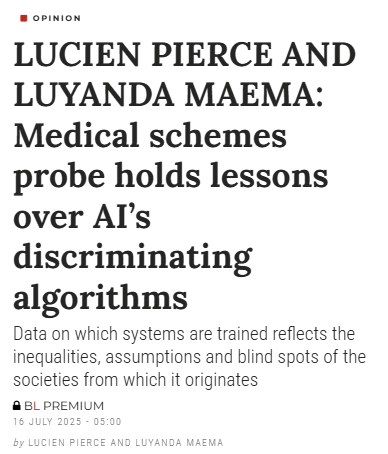 OPINION
LUCIEN PIERCE AND
LUYANDA MAEMA:
Medical schemes
probe holds lessons
over AI’s
discriminating
algorithms
Data on which systems are trained reflects the
inequalities, assumptions and blind spots of the
societies from which it originates
BL PREMIUM
16 JULY 2025 - 05:00
by LUCIEN PIERCE AND LUYANDA MAEMA